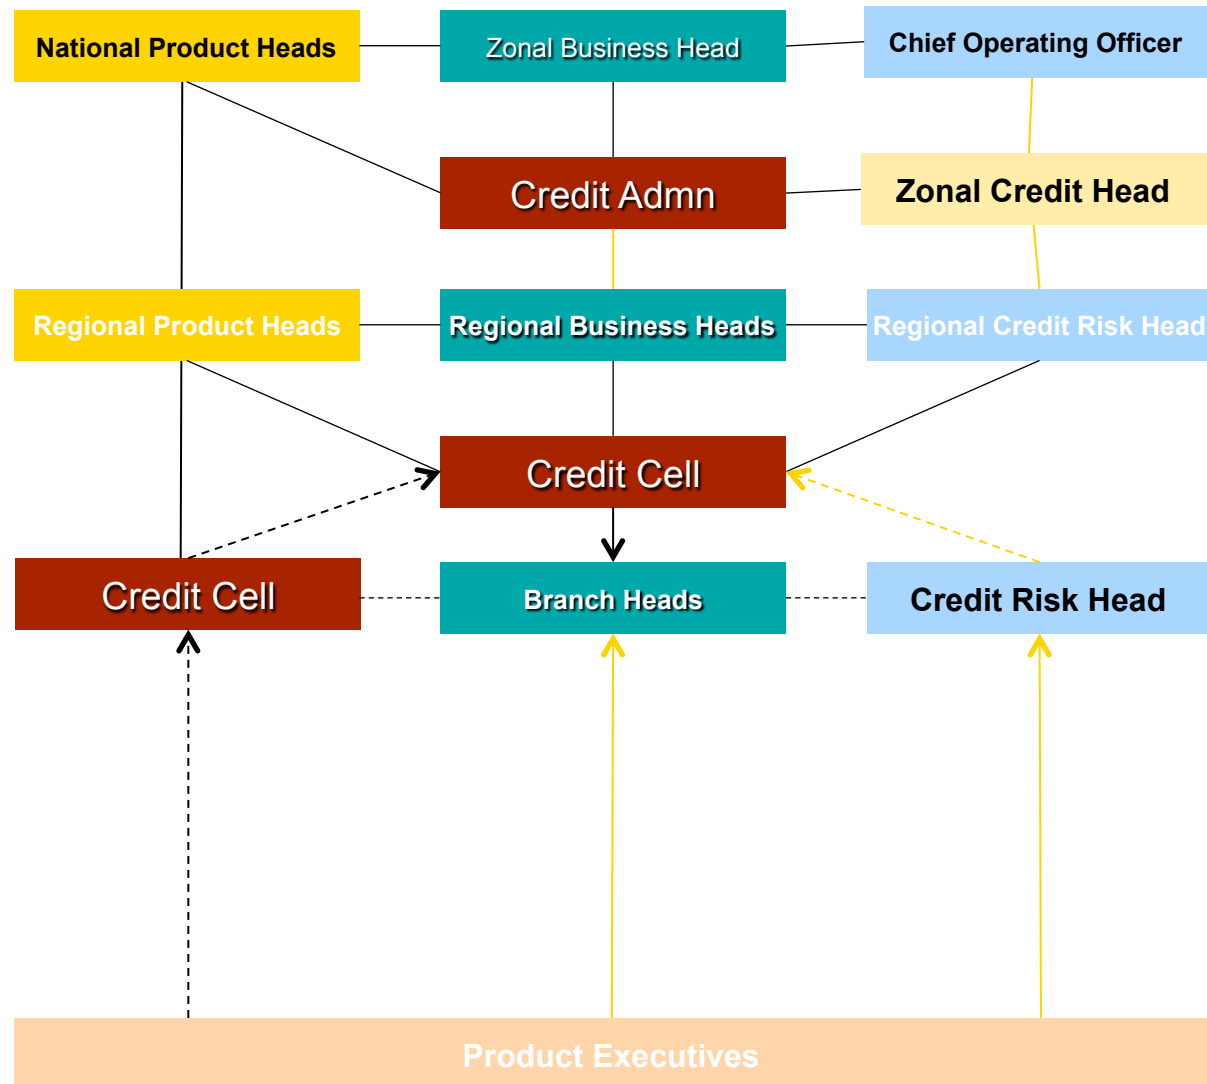 National Product Heads
Zonal Business Head
Chief Operating Officer
Credit Admn
Zonal Credit Head
Regional Product Heads
Regional Business Heads
Regional Credit Risk Head
Credit Cell
Credit Cell
Branch Heads
Credit Risk Head
Product Executives